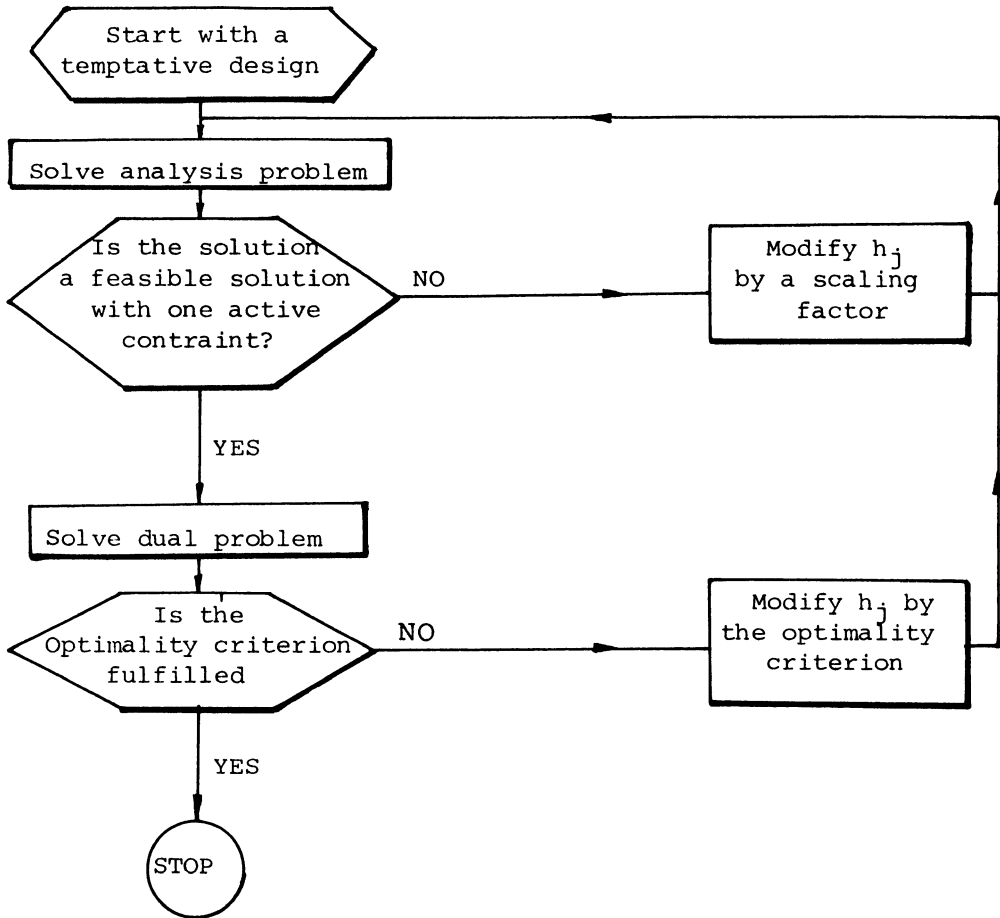 Start with a
temptative design
Solve analysis problem
Is the solution
a feasible solution
with one active
contraint?
NO
Modify hj
by a scaling
factor
YES
Solve dual problem
Is the
Optimality criterion
fulfilled
NO
Modify hj by
the optimality
criterion
YES
STOP